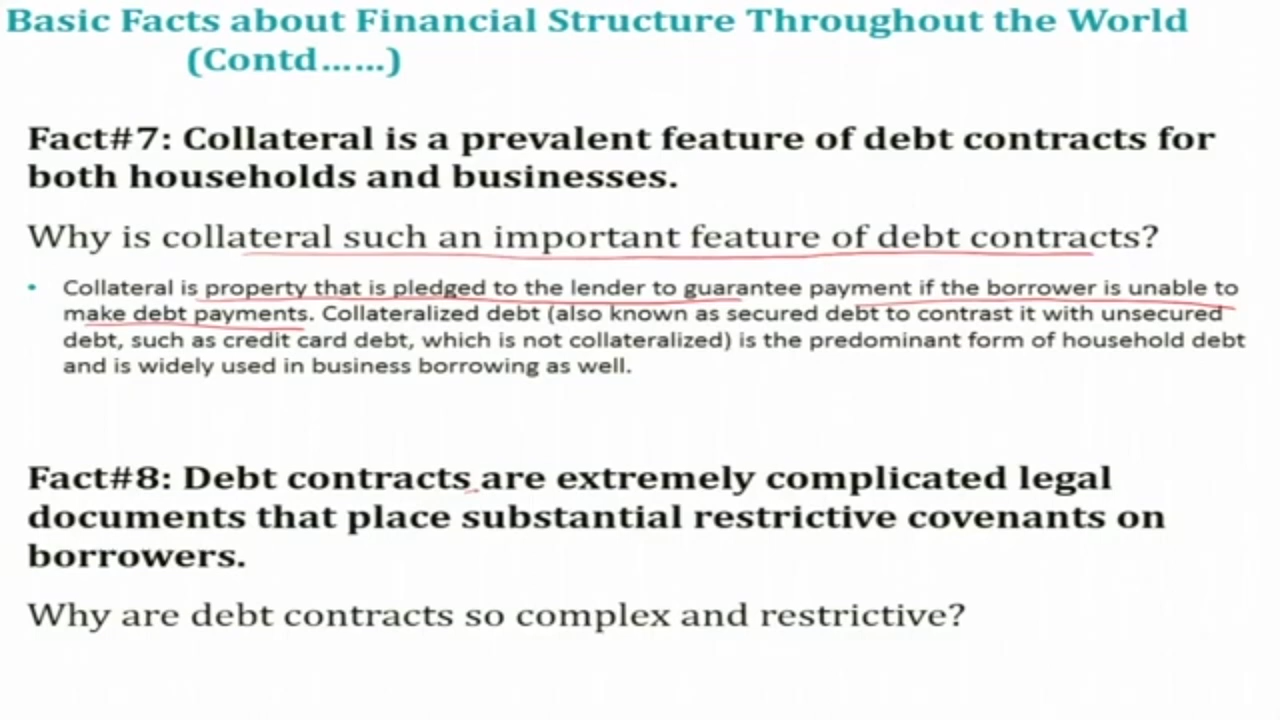 Basic Facts about Financial Structure Throughout the World
(Contd......)
Fact#7: Collateral is a prevalent feature of debt contracts for
both households and businesses.
Why is collateral such an important feature of debt contracts?
• Collateral is property that is pledged to the lender to guarantee payment if the borrower is unable to
make debt payments. Collateralized debt (also known as secured debt to contrast it with unsecured
debt, such as credit card debt, which is not collateralized) is the predominant form of household debt
and is widely used in business borrowing as well.
Fact#8: Debt contracts are extremely complicated legal
documents that place substantial restrictive covenants on
borrowers.
Why are debt contracts so complex and restrictive?